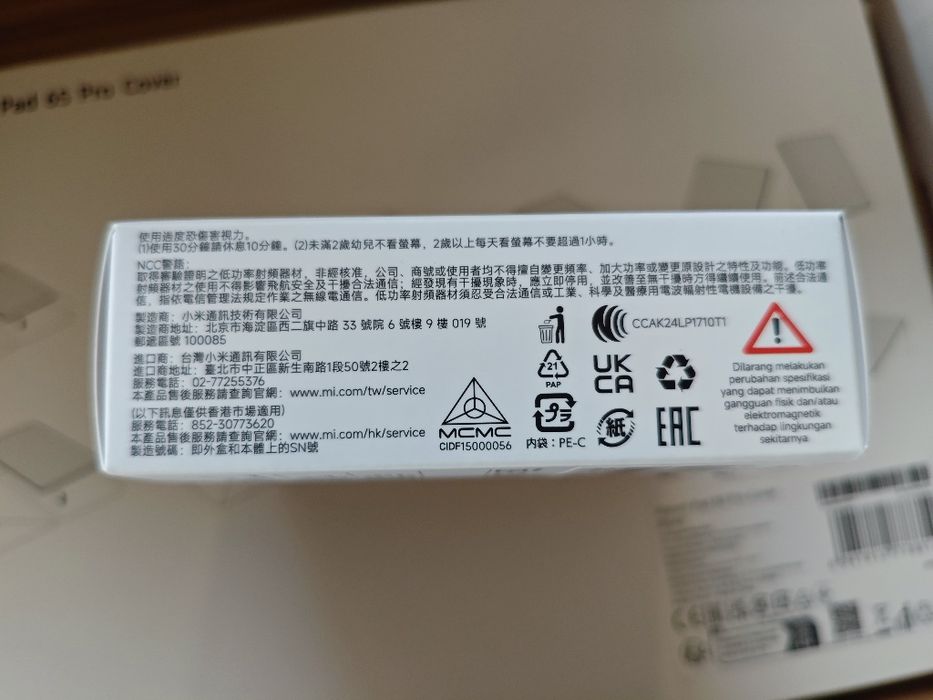 Pad 6S Pro Cover
使用過度恐傷害視力。
(1)使用30分鐘請休息10分鐘。(2)未滿2歲幼兒不看螢幕，2歲以上每天看螢幕不要超過1小時。
NCC警語:
取得審驗證明之低功率射頻器材，非經核准，公司、商號或使用者均不得擅自變更頻率、加大功率或變更原設計之特性及功能。低功率
射頻器材之使用不得影響飛航安全及干擾合法通信；經發現有干擾現象時，應立即停用，並改善至無干擾時方得繼續使用。前述合法通
信，指依電信管理法規定作業之無線電通信。低功率射頻器材須忍受合法通信或工業、科學及醫療用電波輻射性電機設備之干擾。
製造商：小米通訊技術有限公司
製造商地址：北京市海淀區西二旗中路 33 號院 6 號樓 9 樓 019 號
郵遞區號 100085
進口商：台灣小米通訊有限公司
進口商地址：臺北市中正區新生南路1段50號2樓之2
服務電話：02-77255376
本產品售後服務請查詢官網：www.mi.com/tw/service
(以下訊息僅供香港市場適用)
服務電話：852-30773620
本產品售後服務請查詢官網：www.mi.com/hk/service
製造號碼：即外盒和本體上的SN號
MCMC
CIDF15000056
CCAK24LP1710T1
21
PAP
UK
CA
プラ
内袋：PE-C
紙
EAC
Dilarang melakukan
perubahan spesifikasi
yang dapat menimbulkan
gangguan fisik dan/atau
elektromagnetik
terhadap lingkungan
sekitarnya